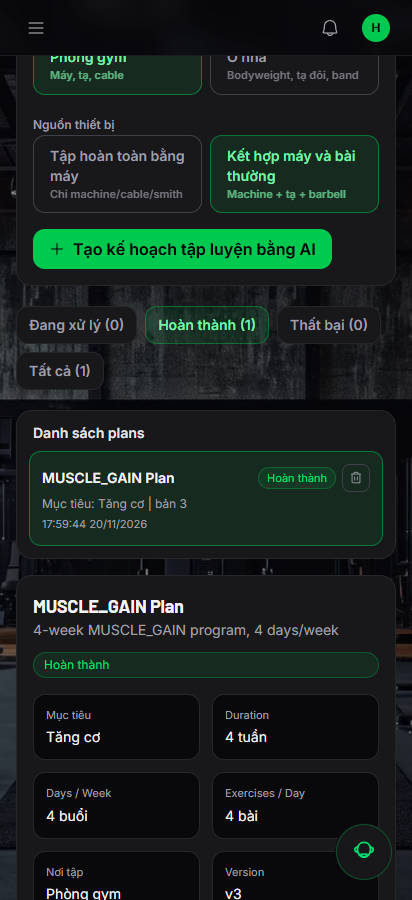 H
Phòng gym
Ở nhà
Máy, tạ, cable
Bodyweight, tạ đôi, band
Nguồn thiết bị
Tập hoàn toàn bằng
máy
Chỉ machine/cable/smith
Kết hợp máy và bài
thường
Machine + tạ + barbell
+ Tạo kế hoạch tập luyện bằng AI
Đang xử lý (0)
Hoàn thành (1)
Thất bại (0)
Tất cả (1)
Danh sách plans
MUSCLE_GAIN Plan
Hoàn thành
Mục tiêu: Tăng cơ | bản 3
17:59:44 20/11/2026
MUSCLE_GAIN Plan
4-week MUSCLE_GAIN program, 4 days/week
Hoàn thành
Mục tiêu
Tăng cơ
Duration
4 tuần
Days / Week
4 buổi
Exercises / Day
4 bài
Nơi tập
Phòng gym
Version
v3